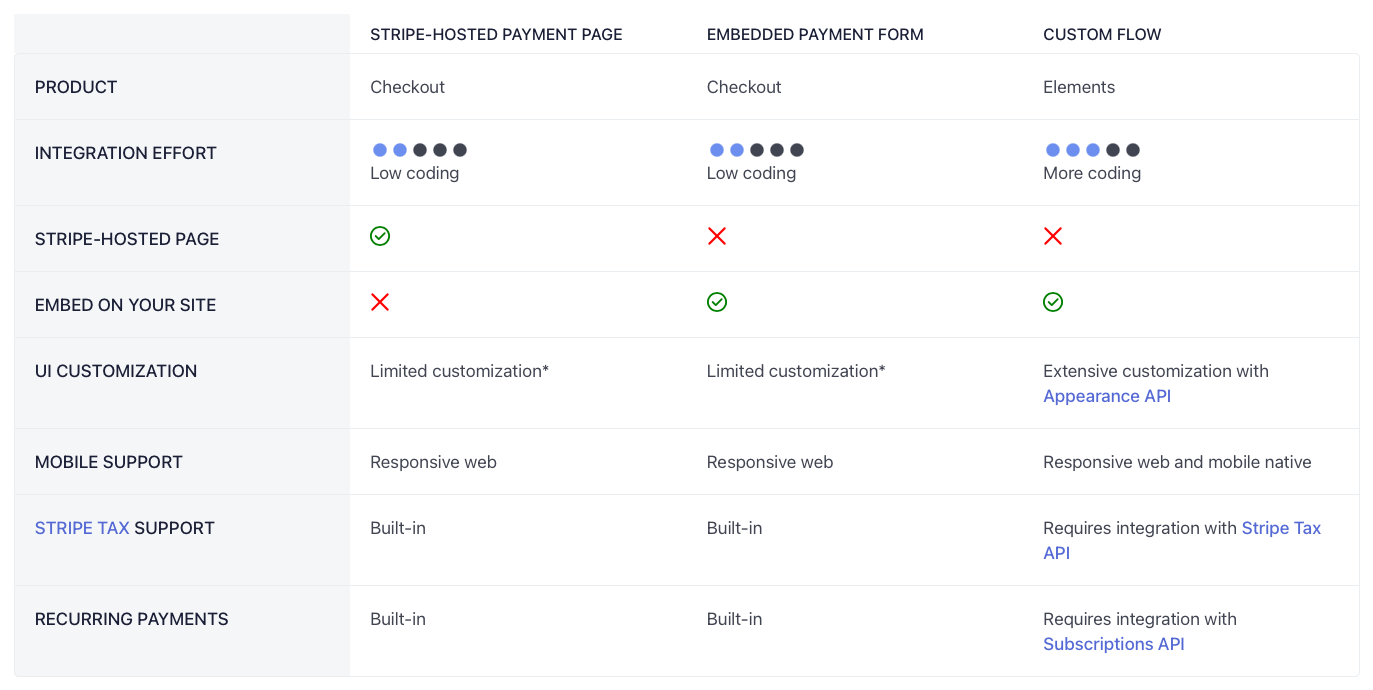 STRIPE-HOSTED PAYMENT PAGE EMBEDDED PAYMENT FORM CUSTOM FLOW
PRODUCT Checkout Checkout Elements
INTEGRATION EFFORT
Low coding Low coding More coding
STRIPE-HOSTED PAGE
EMBED ON YOUR SITE
UI CUSTOMIZATION Limited customization* Limited customization* Extensive customization with
Appearance API
MOBILE SUPPORT Responsive web Responsive web Responsive web and mobile native
STRIPE TAX SUPPORT Built-in Built-in Requires integration with Stripe Tax
API
RECURRING PAYMENTS Built-in Built-in Requires integration with
Subscriptions API